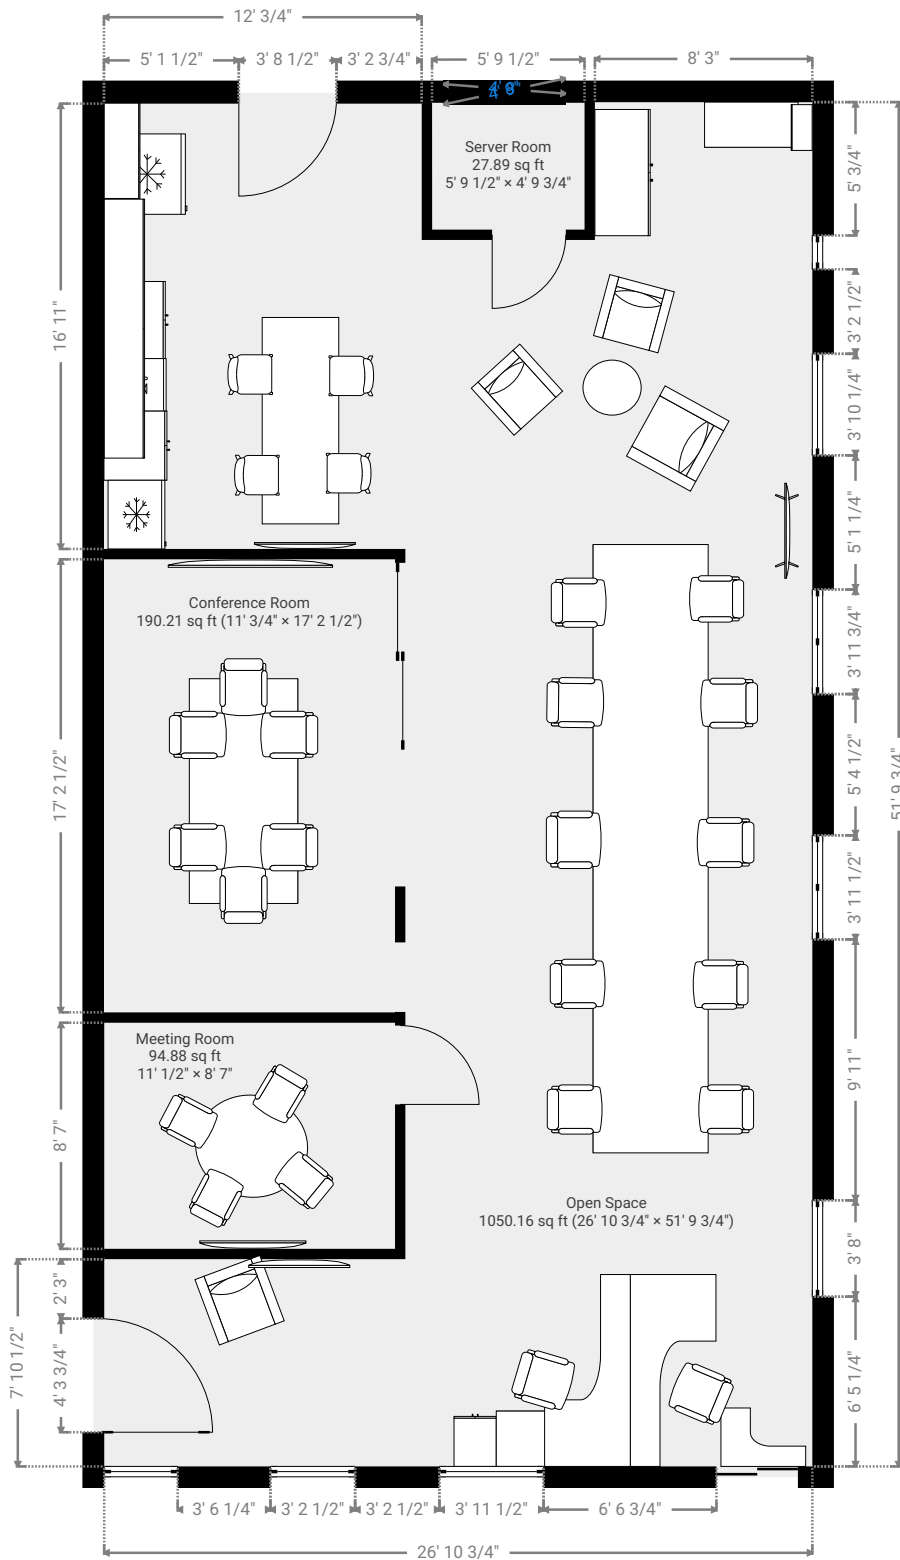 12' 3/4"
5' 1 1/2"
3' 8 1/2"
3' 2 3/4"
5' 9 1/2"
8' 3"
Server Room
27.89 sq ft
5' 9 1/2" × 4' 9 3/4"
5' 3/4"
16' 11"
3' 2 1/2"
3' 10 1/4"
5' 1 1/4"
Conference Room
190.21 sq ft (11' 3/4" × 17' 2 1/2")
3' 11 3/4"
17' 2 1/2"
5' 4 1/2"
51' 9 3/4"
3' 11 1/2"
Meeting Room
94.88 sq ft
11' 1/2" × 8' 7"
9' 11"
8' 7"
Open Space
1050.16 sq ft (26' 10 3/4" × 51' 9 3/4")
3' 8"
2' 3"
7' 10 1/2"
4' 3 3/4"
6' 5 1/4"
3' 6 1/4"
3' 2 1/2"
3' 2 1/2"
3' 11 1/2"
6' 6 3/4"
26' 10 3/4"